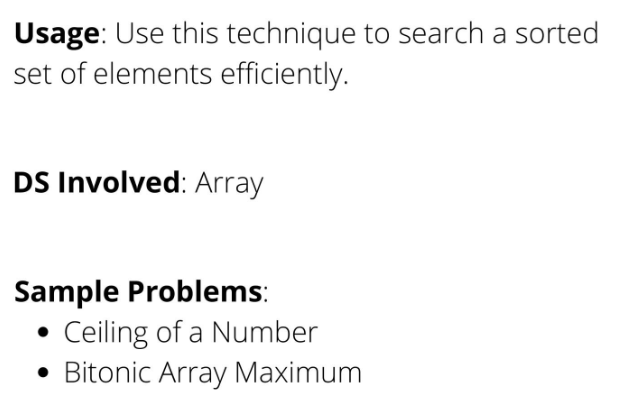 Usage: Use this technique to search a sorted
set of elements efficiently.
DS Involved: Array
Sample Problems:
• Ceiling of a Number
• Bitonic Array Maximum